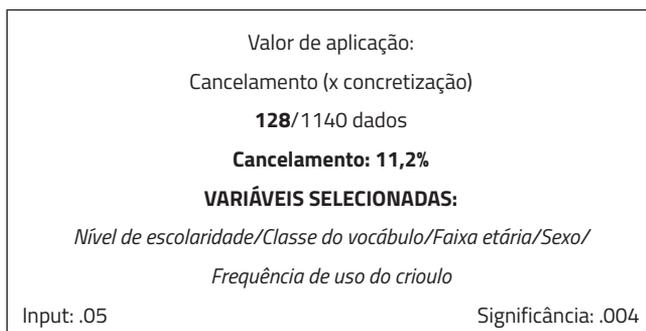 Valor de aplicação:
Cancelamento (x concretização)
128/1140 dados
Cancelamento: 11,2%
VARIÁVEIS SELECIONADAS:
Nível de escolaridade/Classe do vocábulo/Faixa etária/Sexo/
Frequência de uso do crioulo
Input: .05 Significância: .004